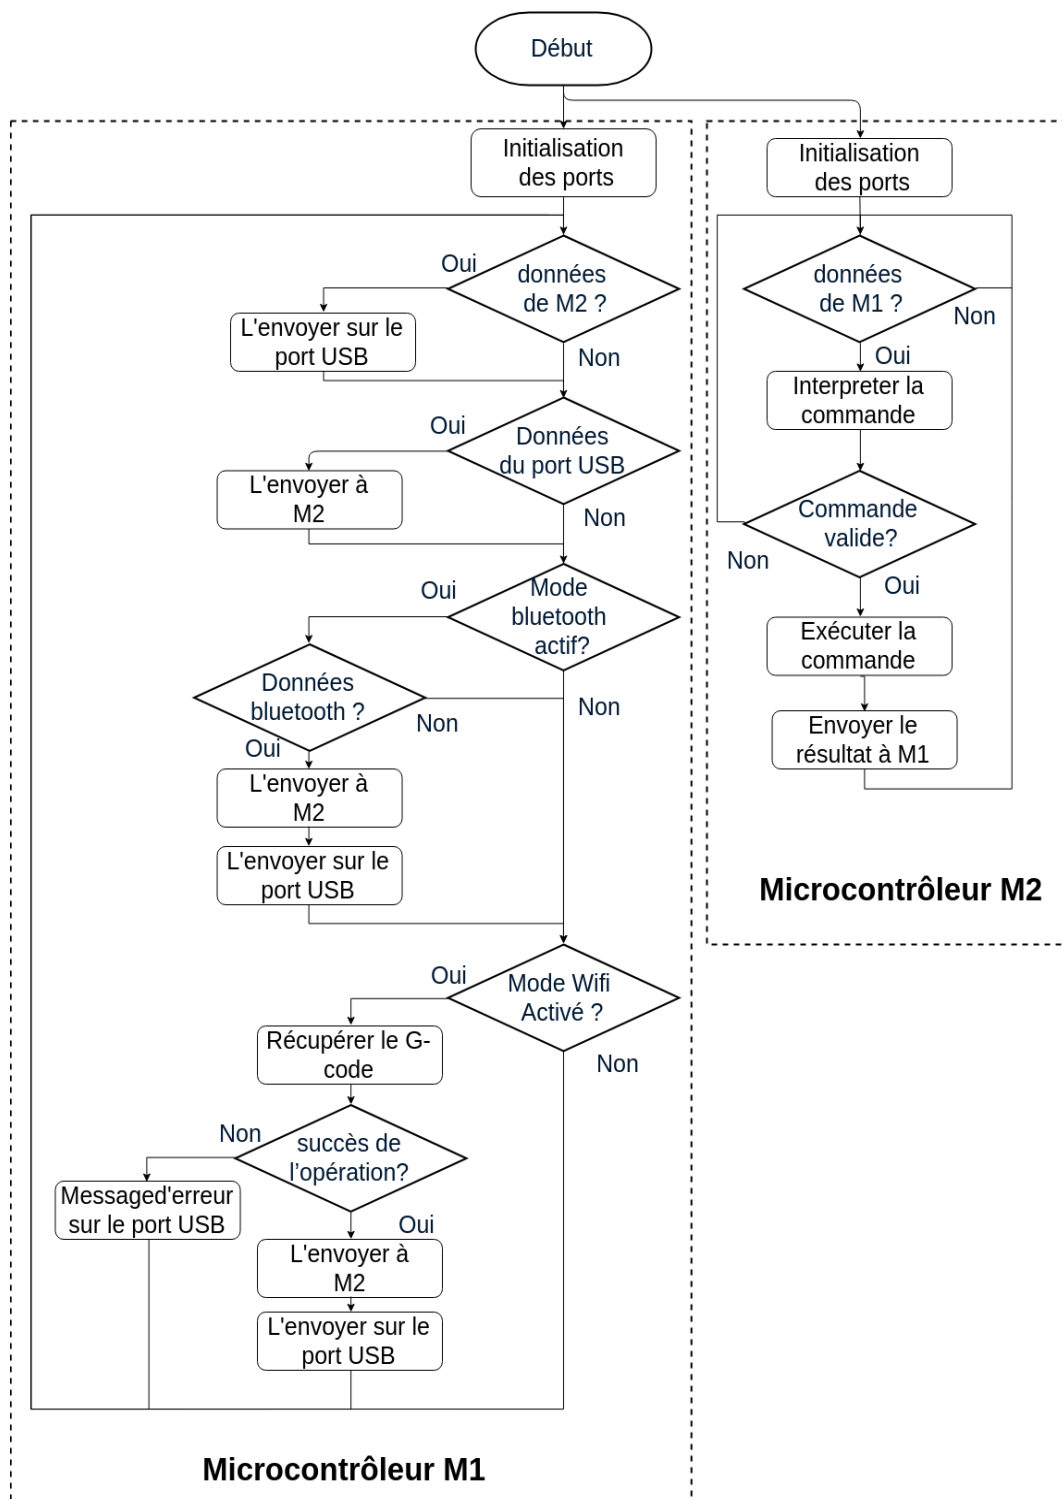 Début
Initialisation
des ports
Oui
données
de M2 ?
L'envoyer sur le
port USB
Non
Oui
Données
du port USB
L'envoyer à
M2
Non
Oui
Mode
bluetooth
actif?
Données
bluetooth ?
Non
Non
Oui
L'envoyer à
M2
L'envoyer sur le
port USB
Oui
Mode Wifi
Activé ?
Récupérer le G-
code
Non
Non
succès de
l’opération?
Messaged'erreur
sur le port USB
Oui
L'envoyer à
M2
L'envoyer sur le
port USB
Microcontrôleur M1
Initialisation
des ports
données
de M1 ?
Non
Oui
Interpreter la
commande
Commande
valide?
Non
Oui
Exécuter la
commande
Envoyer le
résultat à M1
Microcontrôleur M2